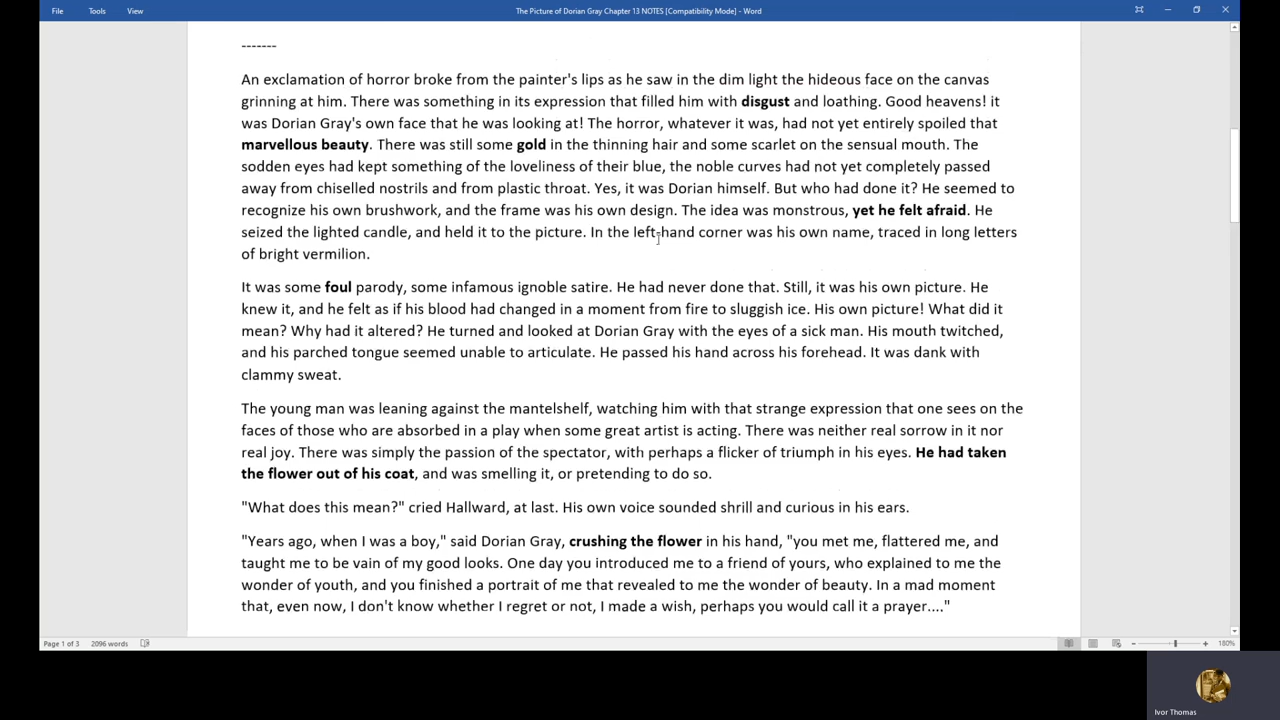 File Tools View The Picture of Dorian Gray Chapter 13 NOTES [Compatibility Mode] - Word
-------
An exclamation of horror broke from the painter's lips as he saw in the dim light the hideous face on the canvas
grinning at him. There was something in its expression that filled him with disgust and loathing. Good heavens! it
was Dorian Gray's own face that he was looking at! The horror, whatever it was, had not yet entirely spoiled that
marvellous beauty. There was still some gold in the thinning hair and some scarlet on the sensual mouth. The
sodden eyes had kept something of the loveliness of their blue, the noble curves had not yet completely passed
away from chiselled nostrils and from plastic throat. Yes, it was Dorian himself. But who had done it? He seemed to
recognize his own brushwork, and the frame was his own design. The idea was monstrous, yet he felt afraid. He
seized the lighted candle, and held it to the picture. In the left-hand corner was his own name, traced in long letters
of bright vermilion.
It was some foul parody, some infamous ignoble satire. He had never done that. Still, it was his own picture. He
knew it, and he felt as if his blood had changed in a moment from fire to sluggish ice. His own picture! What did it
mean? Why had it altered? He turned and looked at Dorian Gray with the eyes of a sick man. His mouth twitched,
and his parched tongue seemed unable to articulate. He passed his hand across his forehead. It was dank with
clammy sweat.
The young man was leaning against the mantelshelf, watching him with that strange expression that one sees on the
faces of those who are absorbed in a play when some great artist is acting. There was neither real sorrow in it nor
real joy. There was simply the passion of the spectator, with perhaps a flicker of triumph in his eyes. He had taken
the flower out of his coat, and was smelling it, or pretending to do so.
"What does this mean?" cried Hallward, at last. His own voice sounded shrill and curious in his ears.
"Years ago, when I was a boy," said Dorian Gray, crushing the flower in his hand, "you met me, flattered me, and
taught me to be vain of my good looks. One day you introduced me to a friend of yours, who explained to me the
wonder of youth, and you finished a portrait of me that revealed to me the wonder of beauty. In a mad moment
that, even now, I don't know whether I regret or not, I made a wish, perhaps you would call it a prayer...."
Page 1 of 3 2096 words 180%
Ivor Thomas